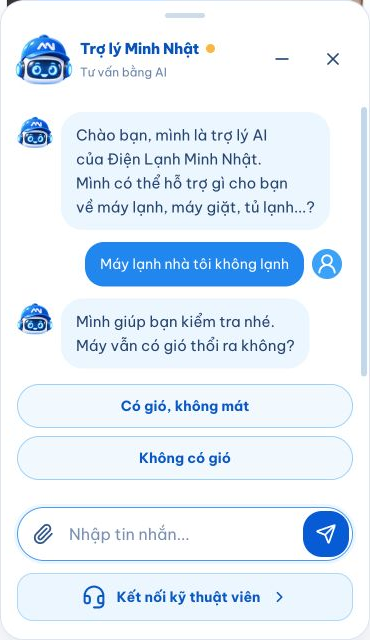 Trợ lý Minh Nhật
Tư vấn bằng AI
Chào bạn, mình là trợ lý AI
của Điện Lạnh Minh Nhật.
Mình có thể hỗ trợ gì cho bạn
về máy lạnh, máy giặt, tủ lạnh...?
Máy lạnh nhà tôi không lạnh
Mình giúp bạn kiểm tra nhé.
Máy vẫn có gió thổi ra không?
Có gió, không mát
Không có gió
Nhập tin nhắn...
Kết nối kỹ thuật viên